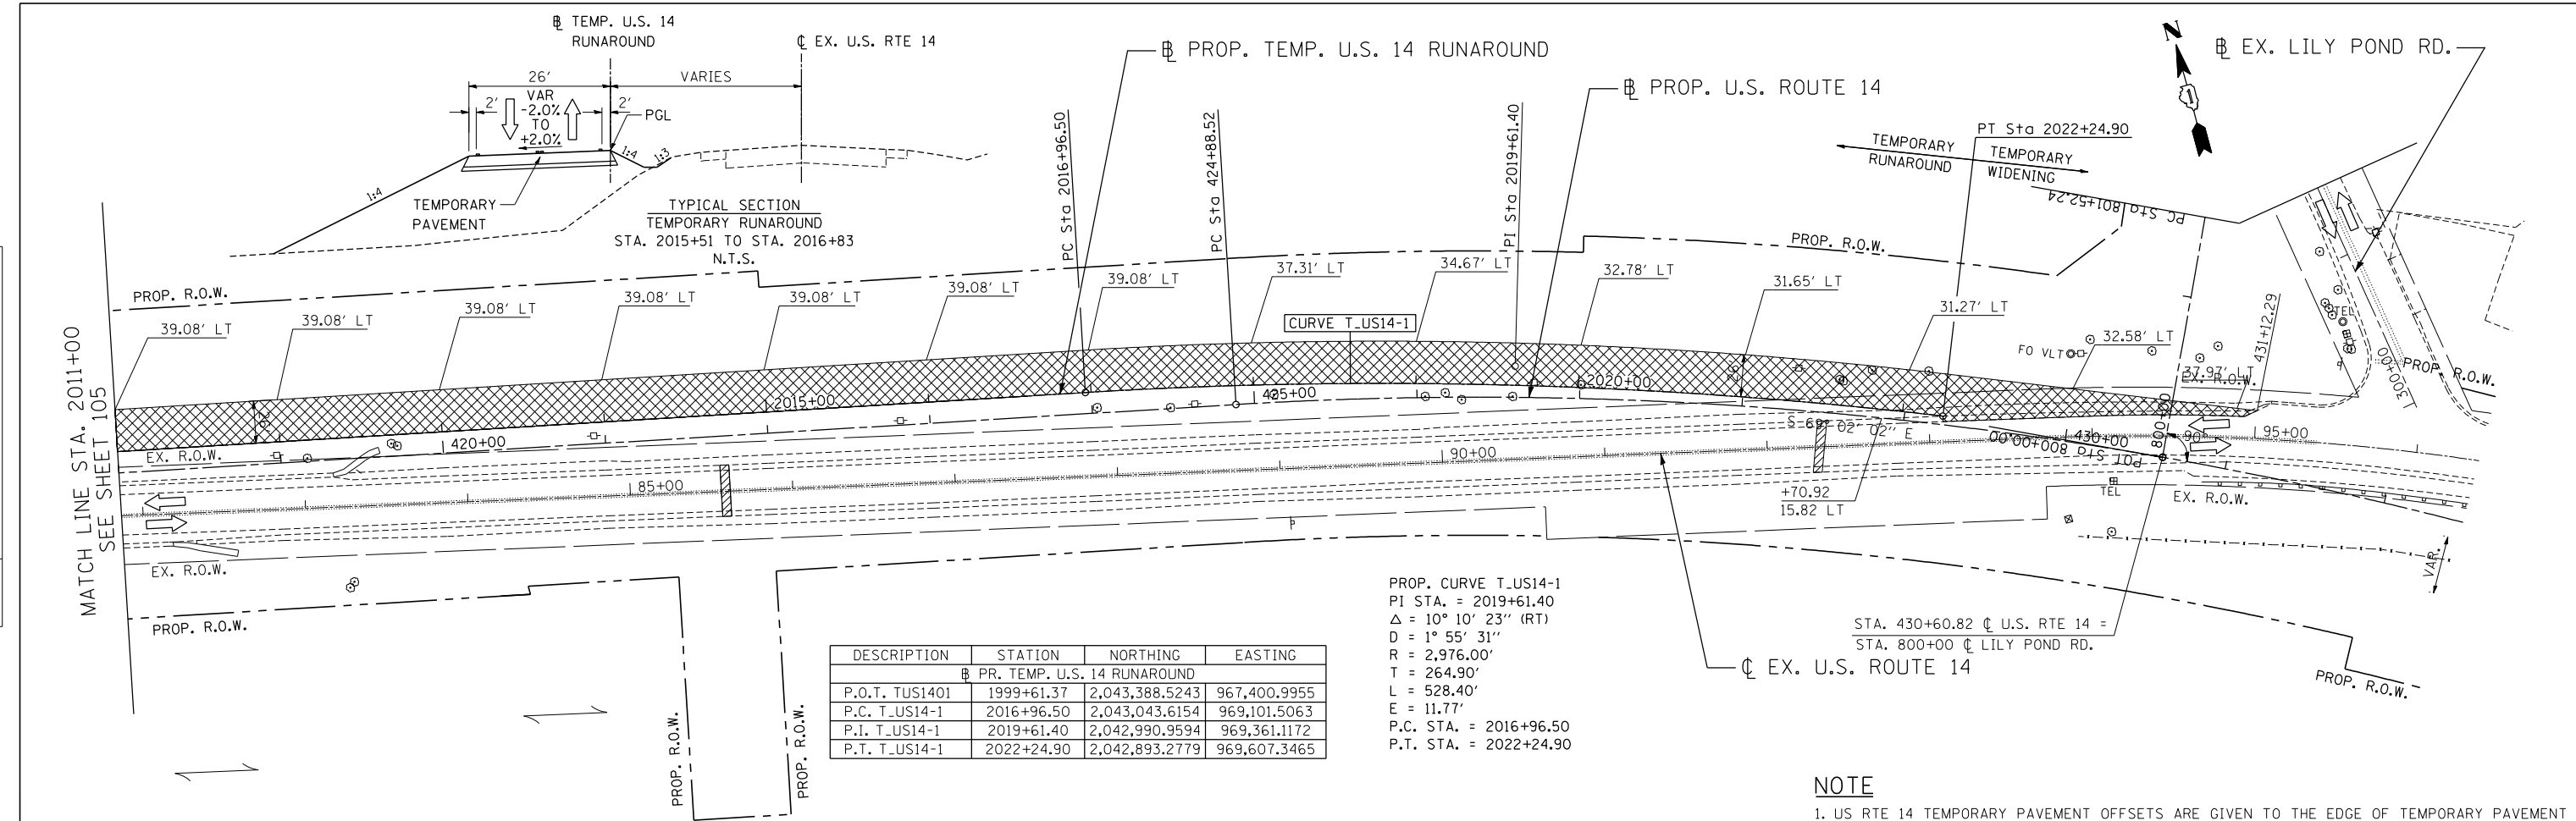 ℄ TEMP. U.S. 14
RUNAROUND
℄ EX. U.S. RTE 14
26'
VARIES
2'
VAR
-2.0%
TO
+2.0%
2'
PGL
1:4
1:3
1:4
TEMPORARY
PAVEMENT
TYPICAL SECTION
TEMPORARY RUNAROUND
STA. 2015+51 TO STA. 2016+83
N.T.S.
PROP. TEMP. U.S. 14 RUNAROUND
PROP. U.S. ROUTE 14
EX. LILY POND RD.
N
PC Sta 2016+96.50
PC Sta 424+88.52
PI Sta 2019+61.40
PT Sta 2022+24.90
TEMPORARY
RUNAROUND
TEMPORARY
WIDENING
PC Sta 801+52.24
PROP. R.O.W.
PROP. R.O.W.
39.08' LT
39.08' LT
39.08' LT
39.08' LT
39.08' LT
39.08' LT
39.08' LT
37.31' LT
34.67' LT
32.78' LT
31.65' LT
31.27' LT
32.58' LT
37.97' LT
431+12.29
CURVE T_US14-1
FO VLT
TEL
EX. R.O.W.
PROP. R.O.W.
300+00
MATCH LINE STA. 2011+00
SEE SHEET 105
26'
26'
2015+00
2020+00
420+00
425+00
430+00
S 69° 02' 02" E
POT Sta 800+00.00
800+00
90°
95+00
90+00
85+00
EX. R.O.W.
EX. R.O.W.
EX. R.O.W.
TEL
+70.92
15.82 LT
VAR.
PROP. R.O.W.
PROP. R.O.W.
PROP. R.O.W.
PROP. R.O.W.
STA. 430+60.82 ℄ U.S. RTE 14 =
STA. 800+00 ℄ LILY POND RD.
℄ EX. U.S. ROUTE 14
PROP. CURVE T_US14-1
PI STA. = 2019+61.40
Δ = 10° 10' 23" (RT)
D = 1° 55' 31"
R = 2,976.00'
T = 264.90'
L = 528.40'
E = 11.77'
P.C. STA. = 2016+96.50
P.T. STA. = 2022+24.90
DESCRIPTION STATION NORTHING EASTING
PR. TEMP. U.S. 14 RUNAROUND
P.O.T. TUS1401 1999+61.37 2,043,388.5243 967,400.9955
P.C. T_US14-1 2016+96.50 2,043,043.6154 969,101.5063
P.I. T_US14-1 2019+61.40 2,042,990.9594 969,361.1172
P.T. T_US14-1 2022+24.90 2,042,893.2779 969,607.3465
NOTE
1. US RTE 14 TEMPORARY PAVEMENT OFFSETS ARE GIVEN TO THE EDGE OF TEMPORARY PAVEMENT